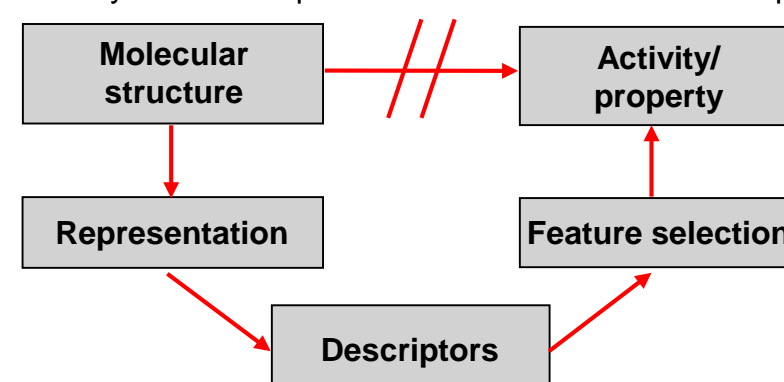 Molecular
structure
Activity/
property
Representation
Feature selection
Descriptors